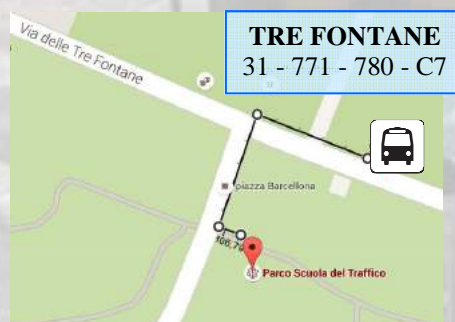 TRE FONTANE
31 - 771 - 780 - C7
Via delle Tre Fontane
piazza Barcellona
Parco Scuola del Traffico